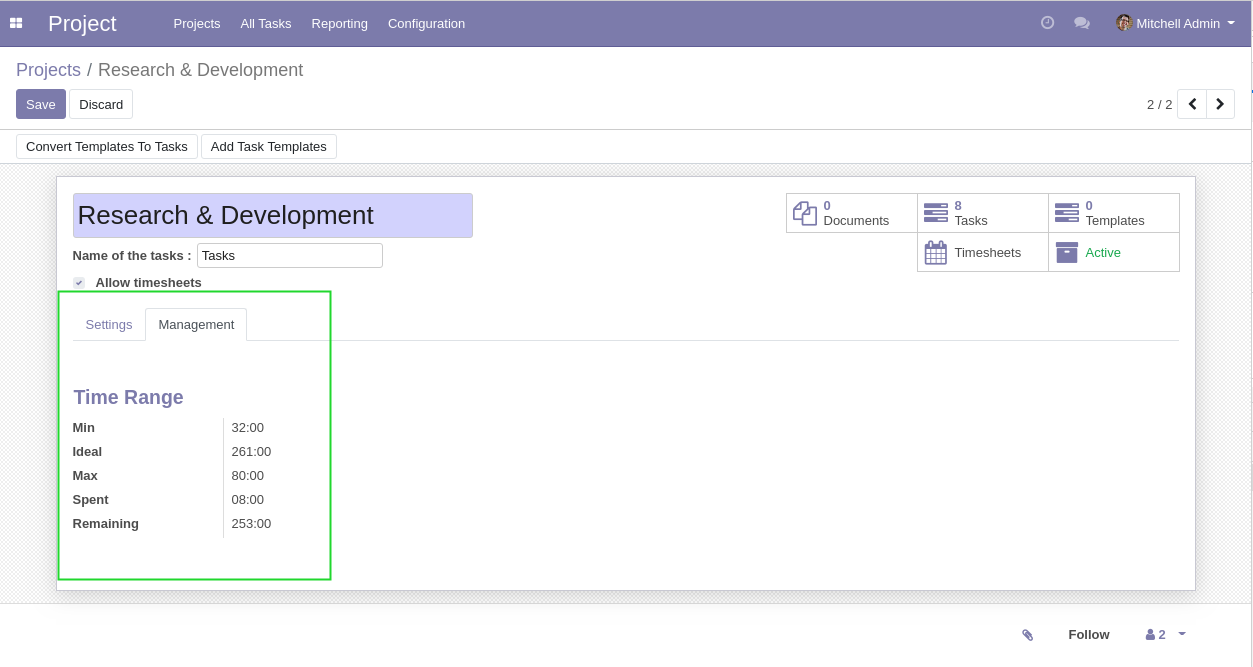 Project Projects All Tasks Reporting Configuration Mitchell Admin
Projects / Research & Development
Save Discard 2 / 2
Convert Templates To Tasks Add Task Templates
Research & Development
0 Documents 8 Tasks 0 Templates
Name of the tasks : Tasks
Timesheets Active
Allow timesheets
Settings Management
Time Range
Min 32:00
Ideal 261:00
Max 80:00
Spent 08:00
Remaining 253:00
Follow 2